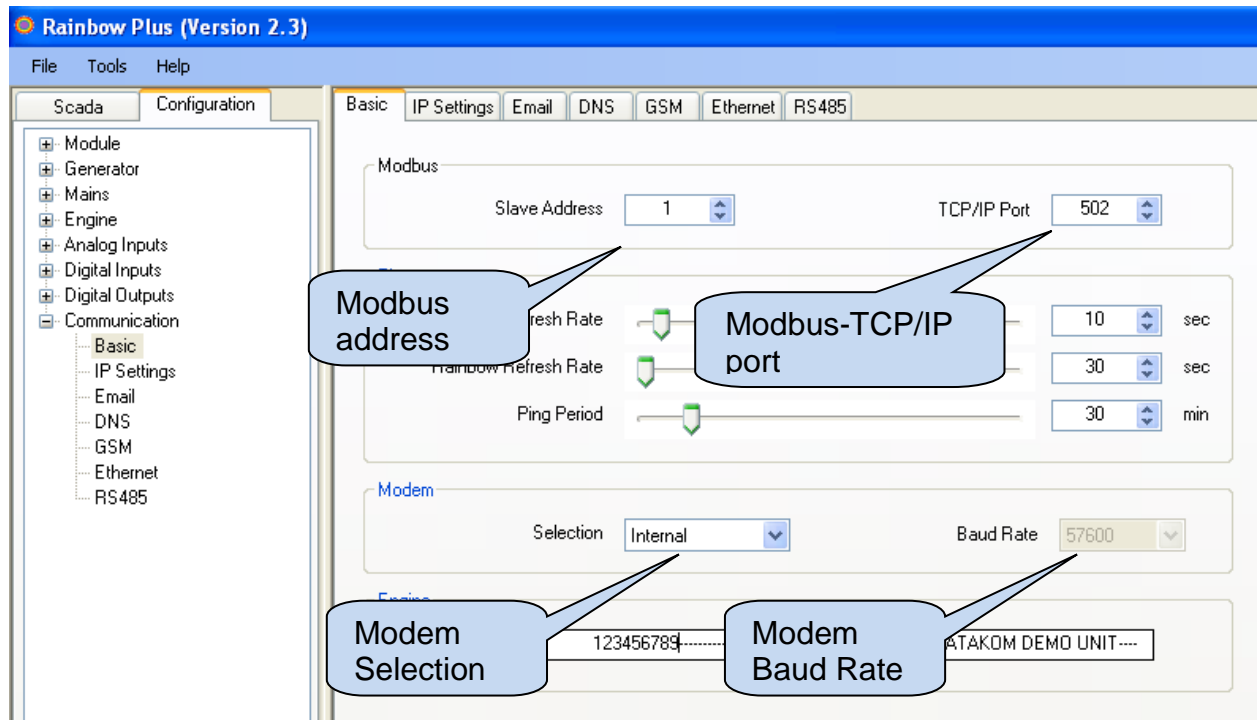 Rainbow Plus (Version 2.3)
File Tools Help
Scada Configuration
Module
Generator
Mains
Engine
Analog Inputs
Digital Inputs
Digital Outputs
Communication
Basic
IP Settings
Email
DNS
GSM
Ethernet
RS485
Basic IP Settings Email DNS GSM Ethernet RS485
Modbus
Slave Address 1 TCP/IP Port 502
Modbus address
Modbus-TCP/IP port
Rate 10 sec
Rainbow Refresh Rate 30 sec
Ping Period 30 min
Modem
Selection Internal Baud Rate 57600
Engine
Modem Selection
Modem Baud Rate
123456789--------- DEMO UNIT----